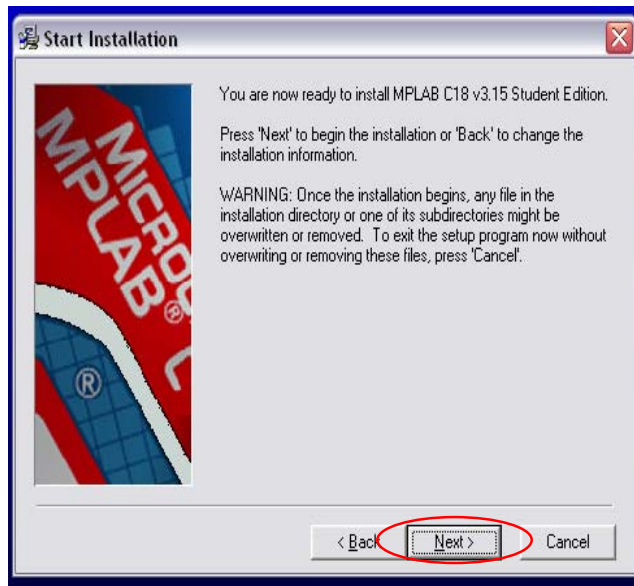 Start Installation
You are now ready to install MPLAB C18 v3.15 Student Edition.
Press 'Next' to begin the installation or 'Back' to change the
installation information.
WARNING: Once the installation begins, any file in the
installation directory or one of its subdirectories might be
overwritten or removed. To exit the setup program now without
overwriting or removing these files, press 'Cancel'.
MICRO
MPLAB®
C
®
< Back
Next >
Cancel